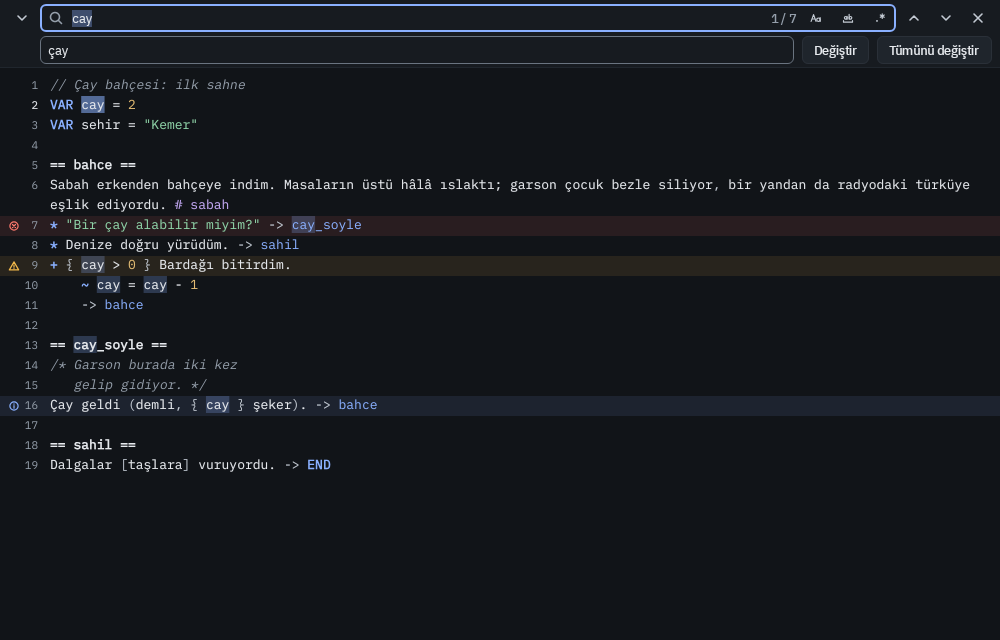 cay 1/7 Aa ab .*
çay Değiştir Tümünü değiştir
1 // Çay bahçesi: ilk sahne
2 VAR cay = 2
3 VAR sehir = "Kemer"
4
5 == bahce ==
6 Sabah erkenden bahçeye indim. Masaların üstü hâlâ ıslaktı; garson çocuk bezle siliyor, bir yandan da radyodaki türküye
eşlik ediyordu. # sabah
7 * "Bir çay alabilir miyim?" -> cay_soyle
8 * Denize doğru yürüdüm. -> sahil
9 + { cay > 0 } Bardağı bitirdim.
10 ~ cay = cay - 1
11 -> bahce
12
13 == cay_soyle ==
14 /* Garson burada iki kez
15 gelip gidiyor. */
16 Çay geldi (demli, { cay } şeker). -> bahce
17
18 == sahil ==
19 Dalgalar [taşlara] vuruyordu. -> END